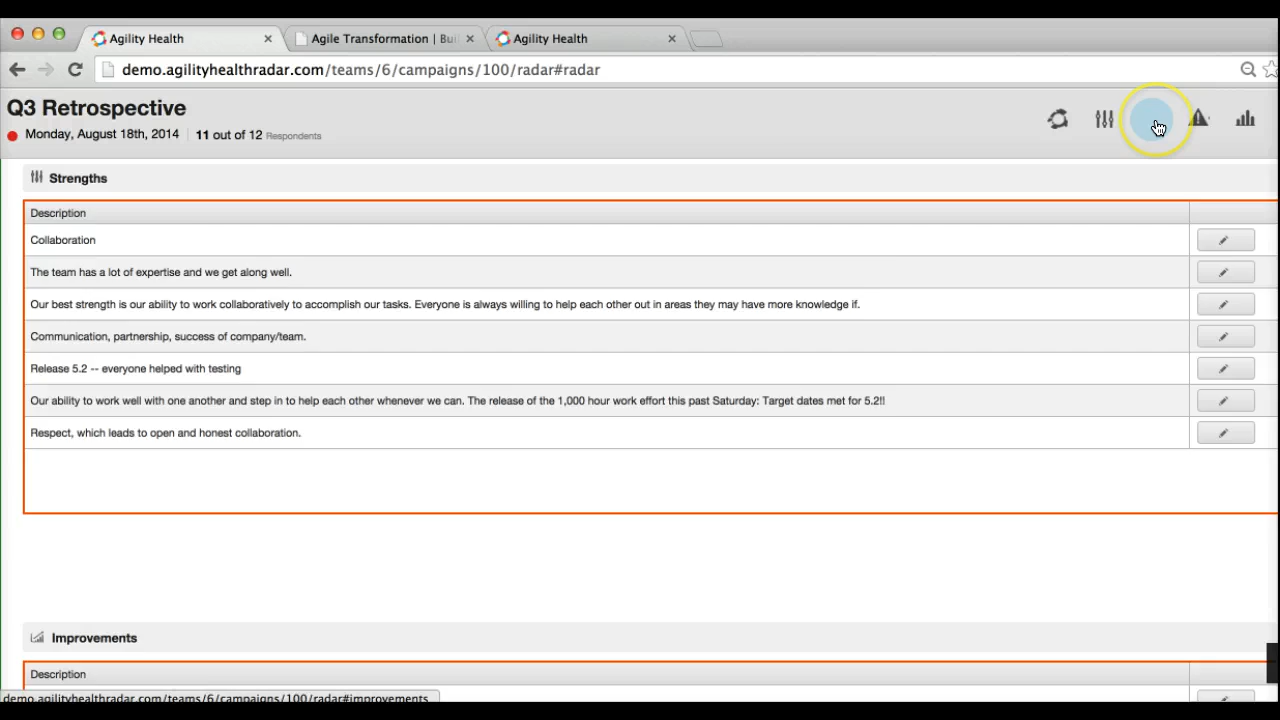 Agility Health
Agile Transformation | Bui
Agility Health
demo.agilityhealthradar.com/teams/6/campaigns/100/radar#radar
Q3 Retrospective
Monday, August 18th, 2014
11 out of 12 Respondents
Strengths
Description
Collaboration
The team has a lot of expertise and we get along well.
Our best strength is our ability to work collaboratively to accomplish our tasks. Everyone is always willing to help each other out in areas they may have more knowledge if.
Communication, partnership, success of company/team.
Release 5.2 -- everyone helped with testing
Our ability to work well with one another and step in to help each other whenever we can. The release of the 1,000 hour work effort this past Saturday: Target dates met for 5.2!!
Respect, which leads to open and honest collaboration.
Improvements
Description
demo.agilityhealthradar.com/teams/6/campaigns/100/radar#improvements